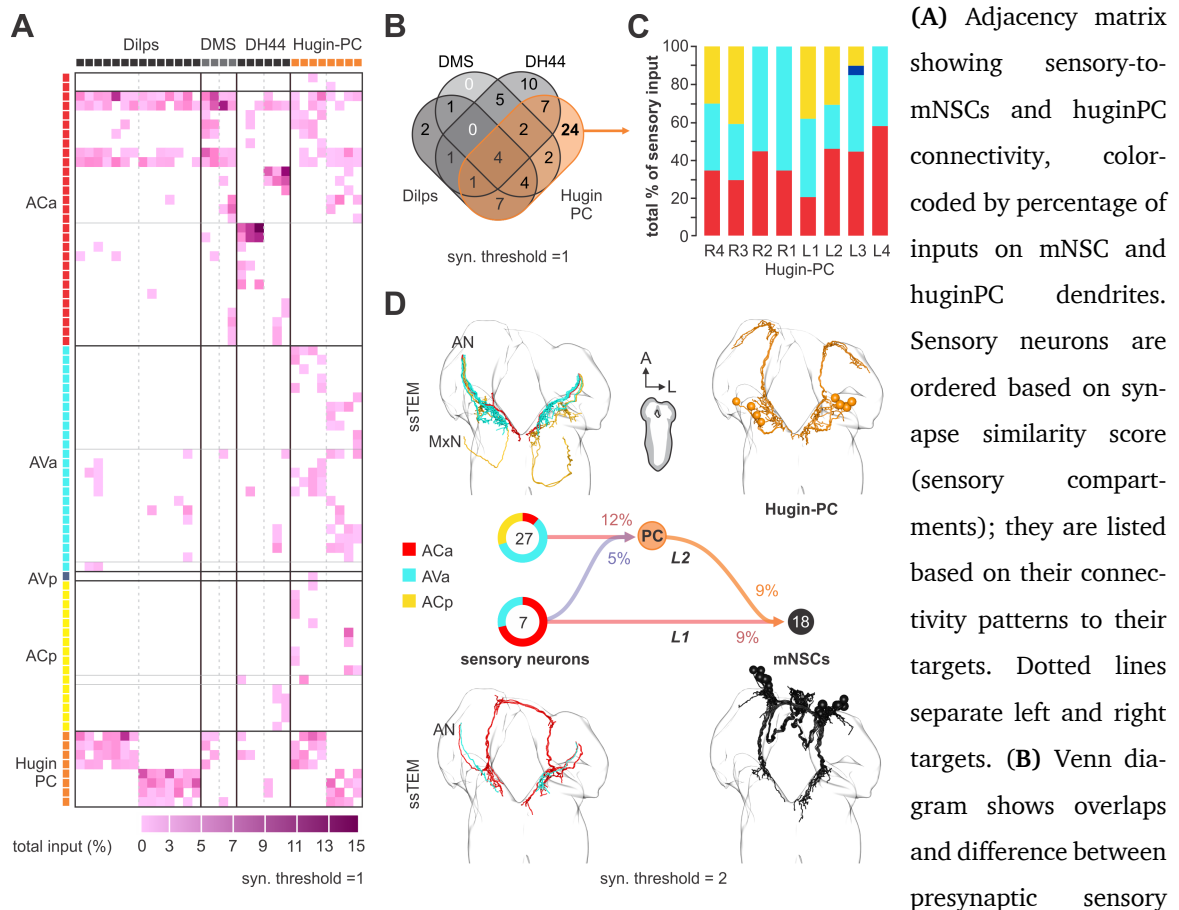 A
Dilps DMS DH44 Hugin-PC
ACa
AVa
AVp
ACp
Hugin
PC
total input (%) 0 3 5 7 9 11 13 15
syn. threshold =1
B
DMS DH44
0 10
1 5 7
2 0 2 24
1 4 2
1 4
7
Dilps Hugin
PC
syn. threshold =1
C
total % of sensory input
100
80
60
40
20
0
R4 R3 R2 R1 L1 L2 L3 L4
Hugin-PC
D
AN
ssTEM
MxN
A
L
Hugin-PC
ACa
AVa
ACp
27
12%
5%
PC
L2
9%
7
L1
9%
18
sensory neurons
mNSCs
AN
ssTEM
syn. threshold = 2
(A) Adjacency matrix
showing sensory-to-
mNSCs and huginPC
connectivity, color-
coded by percentage of
inputs on mNSC and
huginPC dendrites.
Sensory neurons are
ordered based on syn-
apse similarity score
(sensory compart-
ments); they are listed
based on their connec-
tivity patterns to their
targets. Dotted lines
separate left and right
targets. (B) Venn dia-
gram shows overlaps
and difference between
presynaptic sensory